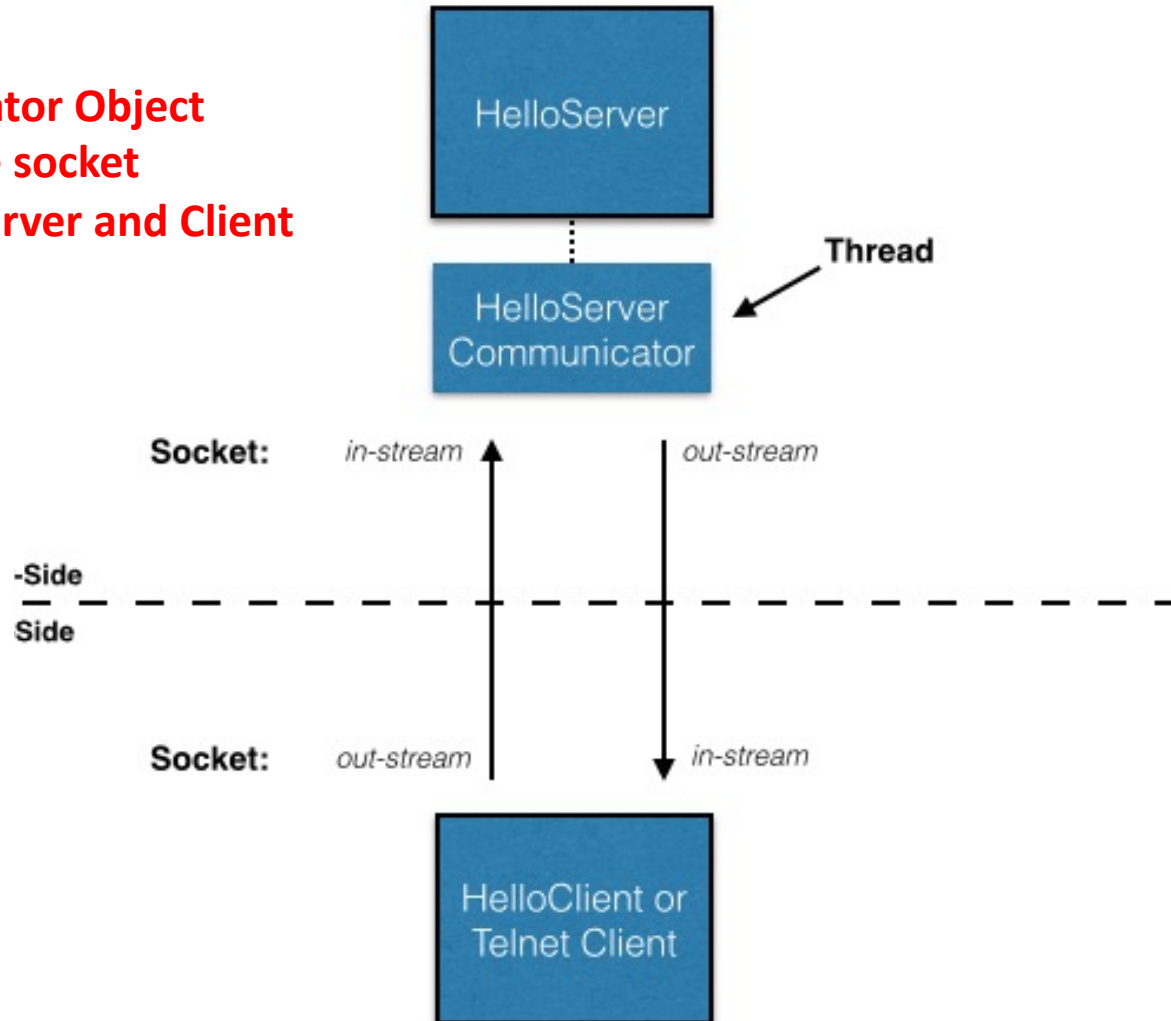 ator Object
socket
rver and Client
HelloServer
Thread
HelloServer
Communicator
Socket: in-stream out-stream
-Side
Side
Socket: out-stream in-stream
HelloClient or
Telnet Client